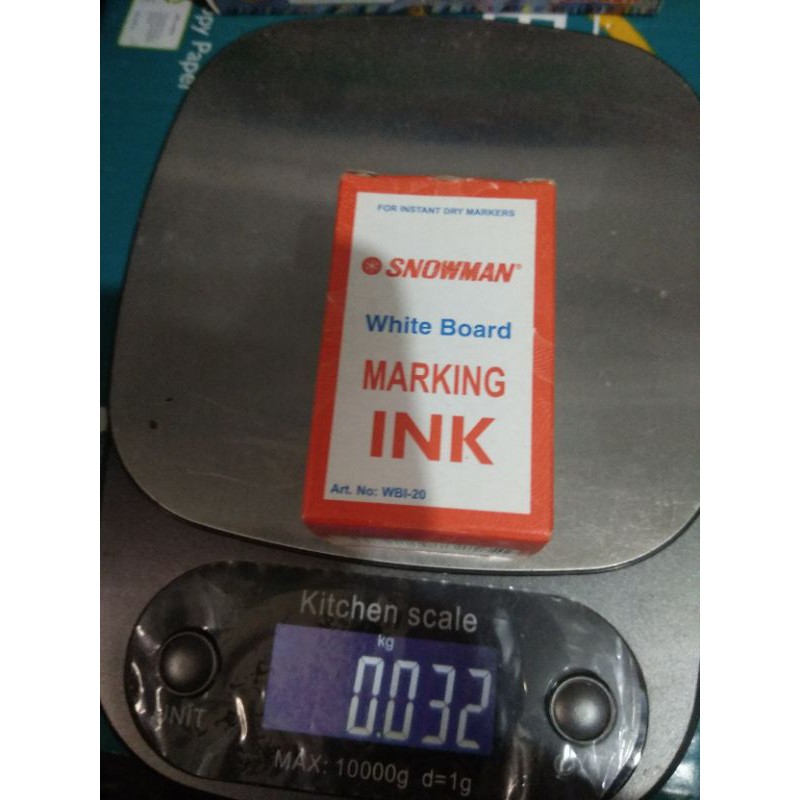 py Paper
FOR INSTANT DRY MARKERS
SNOWMAN®
White Board
MARKING
INK
Art. No: WBI-20
Kitchen scale
kg
0.032
UNIT
MAX: 10000g d=1g